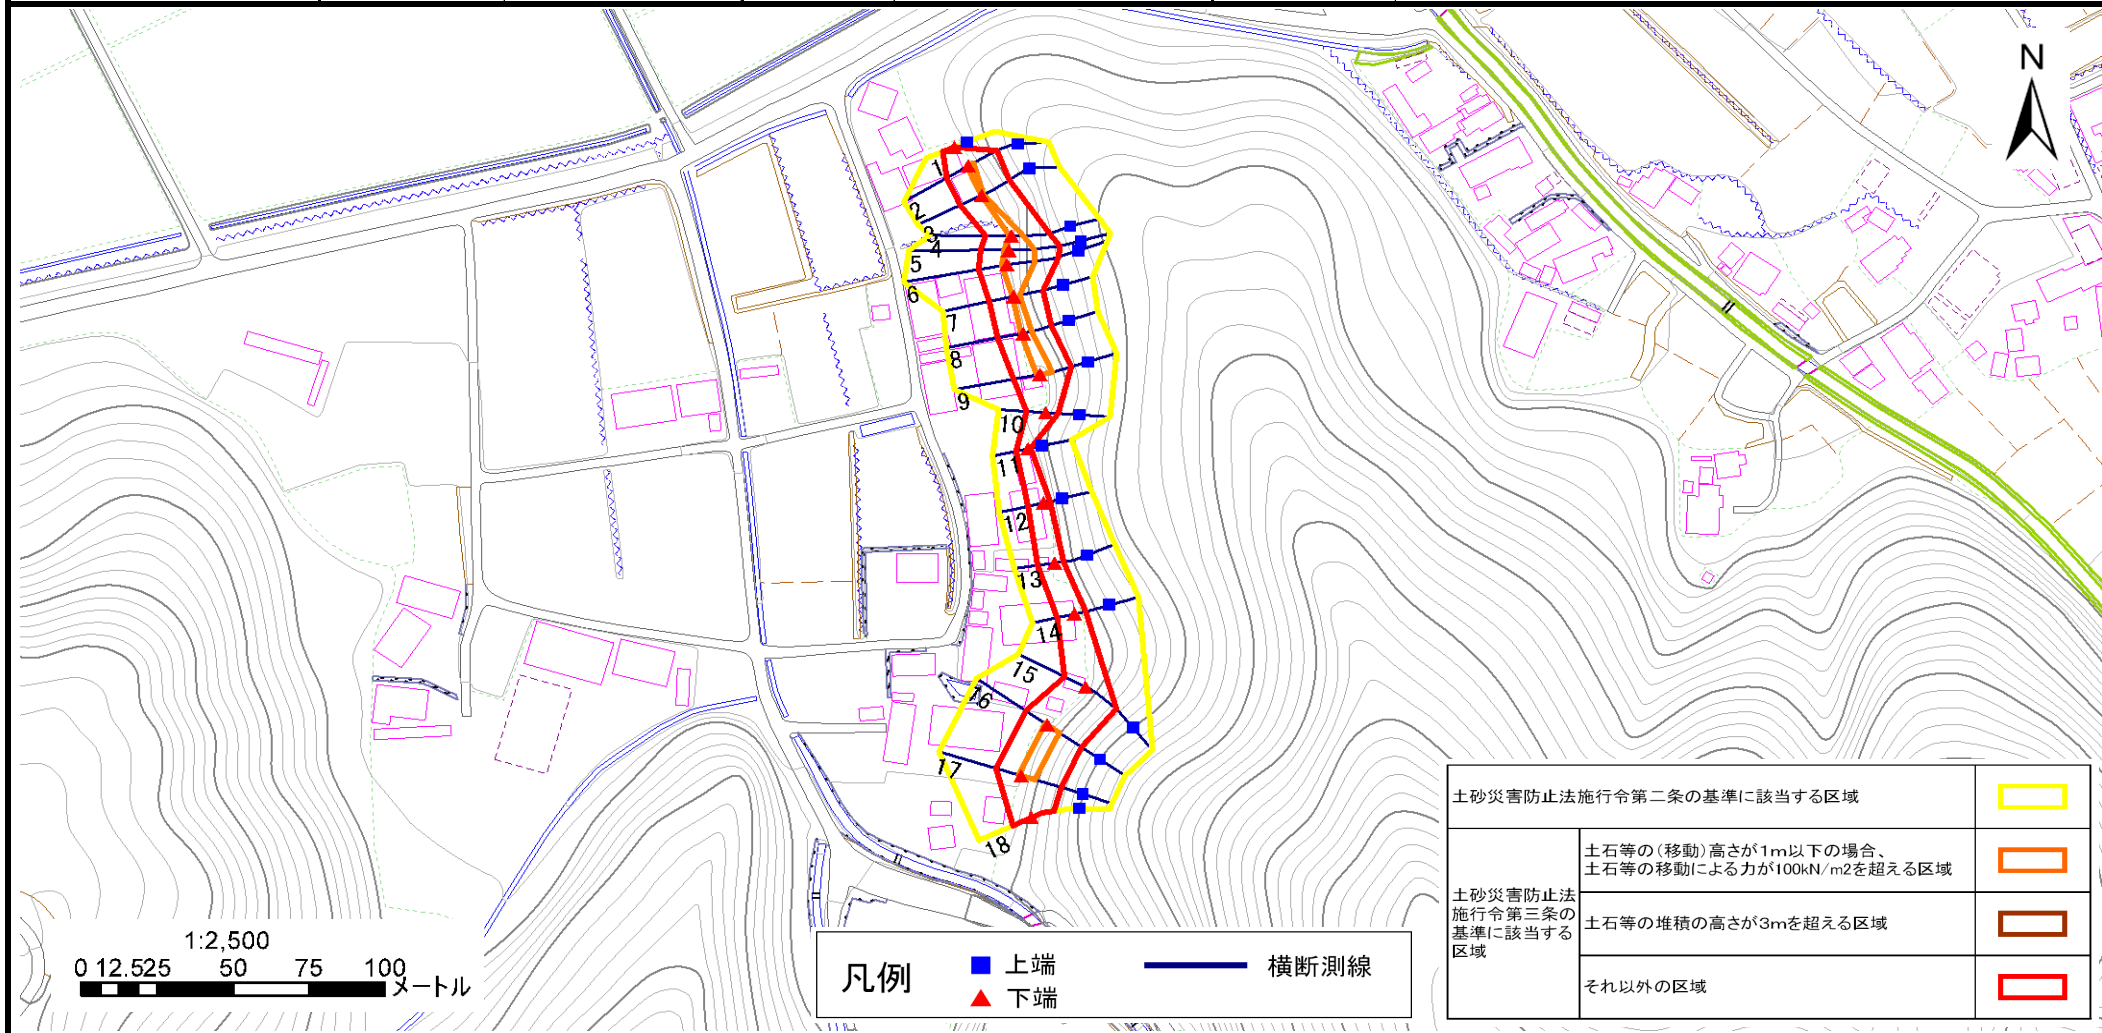 N
1
2
3
4
5
6
7
8
9
10
11
12
13
14
15
16
17
18
1:2,500
0 12.525 50 75 100
メートル
凡例
上端
下端
横断測線
土砂災害防止法施行令第二条の基準に該当する区域
土砂災害防止法
施行令第三条の
基準に該当する
区域
土石等の(移動)高さが1m以下の場合、
土石等の移動による力が100kN/m2を超える区域
土石等の堆積の高さが3mを超える区域
それ以外の区域